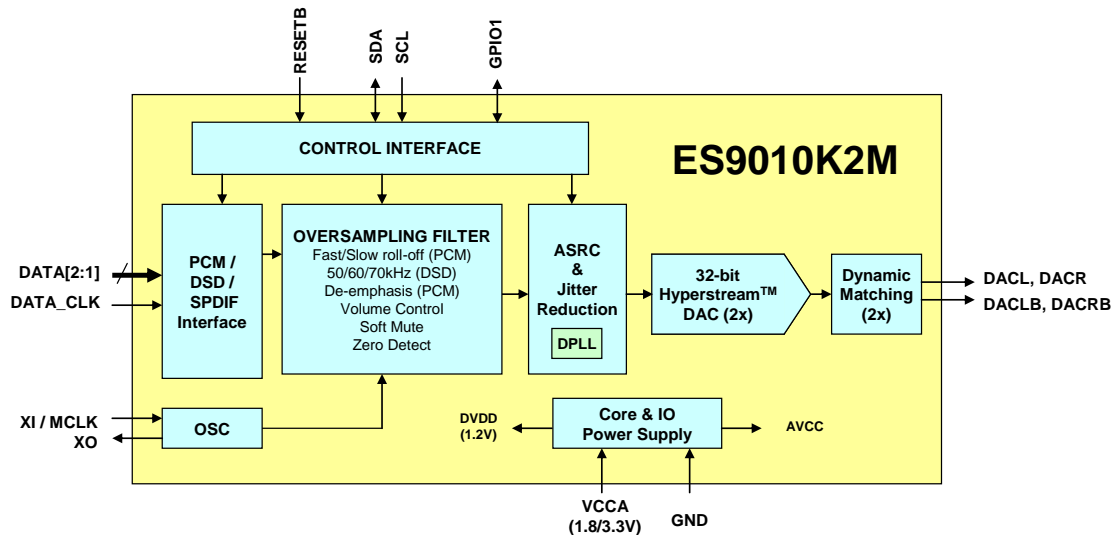 RESETB
SDA
SCL
GPIO1
CONTROL INTERFACE
ES9010K2M
DATA[2:1]
DATA_CLK
PCM /
DSD /
SPDIF
Interface
OVERSAMPLING FILTER
Fast/Slow roll-off (PCM)
50/60/70kHz (DSD)
De-emphasis (PCM)
Volume Control
Soft Mute
Zero Detect
ASRC
&
Jitter
Reduction
DPLL
32-bit
Hyperstream™
DAC (2x)
Dynamic
Matching
(2x)
DACL, DACR
DACLB, DACRB
XI / MCLK
XO
OSC
DVDD
(1.2V)
Core & IO
Power Supply
AVCC
VCCA
(1.8/3.3V)
GND